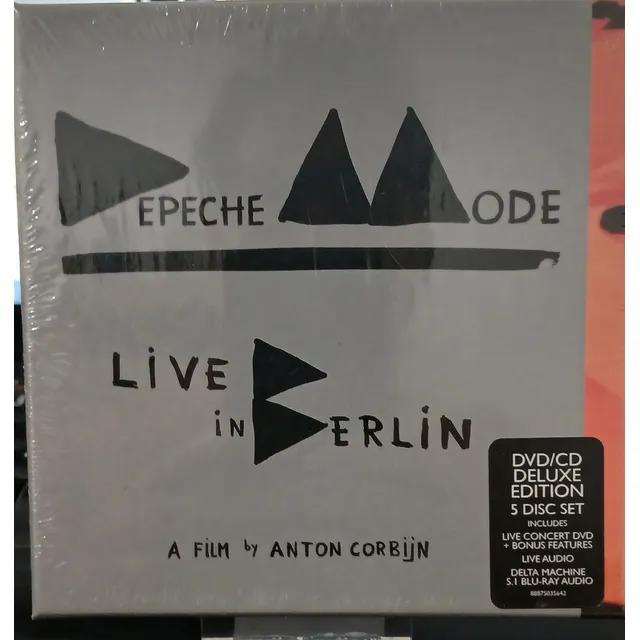 DEPECHE MODE
LiVE
iN BERLiN
A FiLM by ANTON CORBijN
DVD/CD
DELUXE
EDITION
5 DISC SET
INCLUDES
LIVE CONCERT DVD
+ BONUS FEATURES
LIVE AUDIO
DELTA MACHINE
5.1 BLU-RAY AUDIO
88875035642